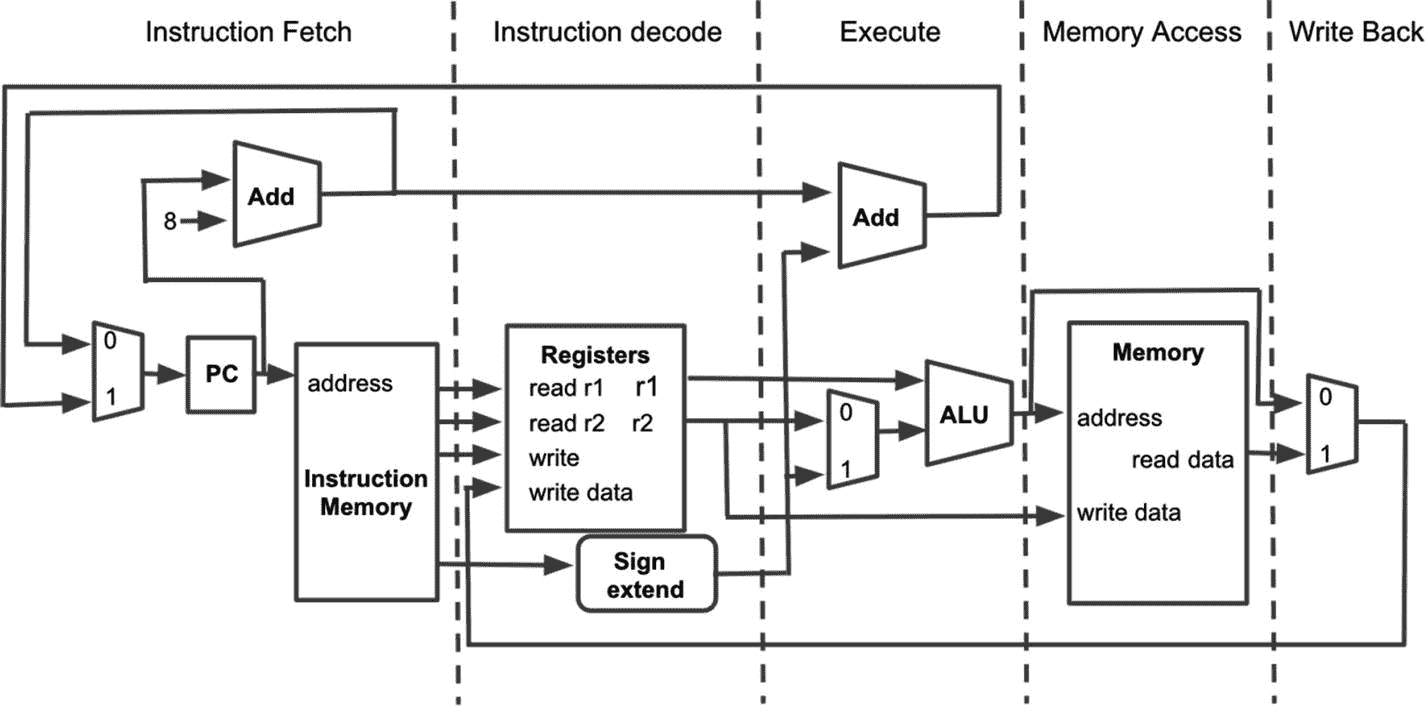 Instruction Fetch
Instruction decode
Execute
Memory Access
Write Back
Add
8
Add
0
1
PC
address
Instruction
Memory
Registers
read r1 r1
read r2 r2
write
write data
Sign
extend
0
1
ALU
Memory
address
read data
write data
0
1